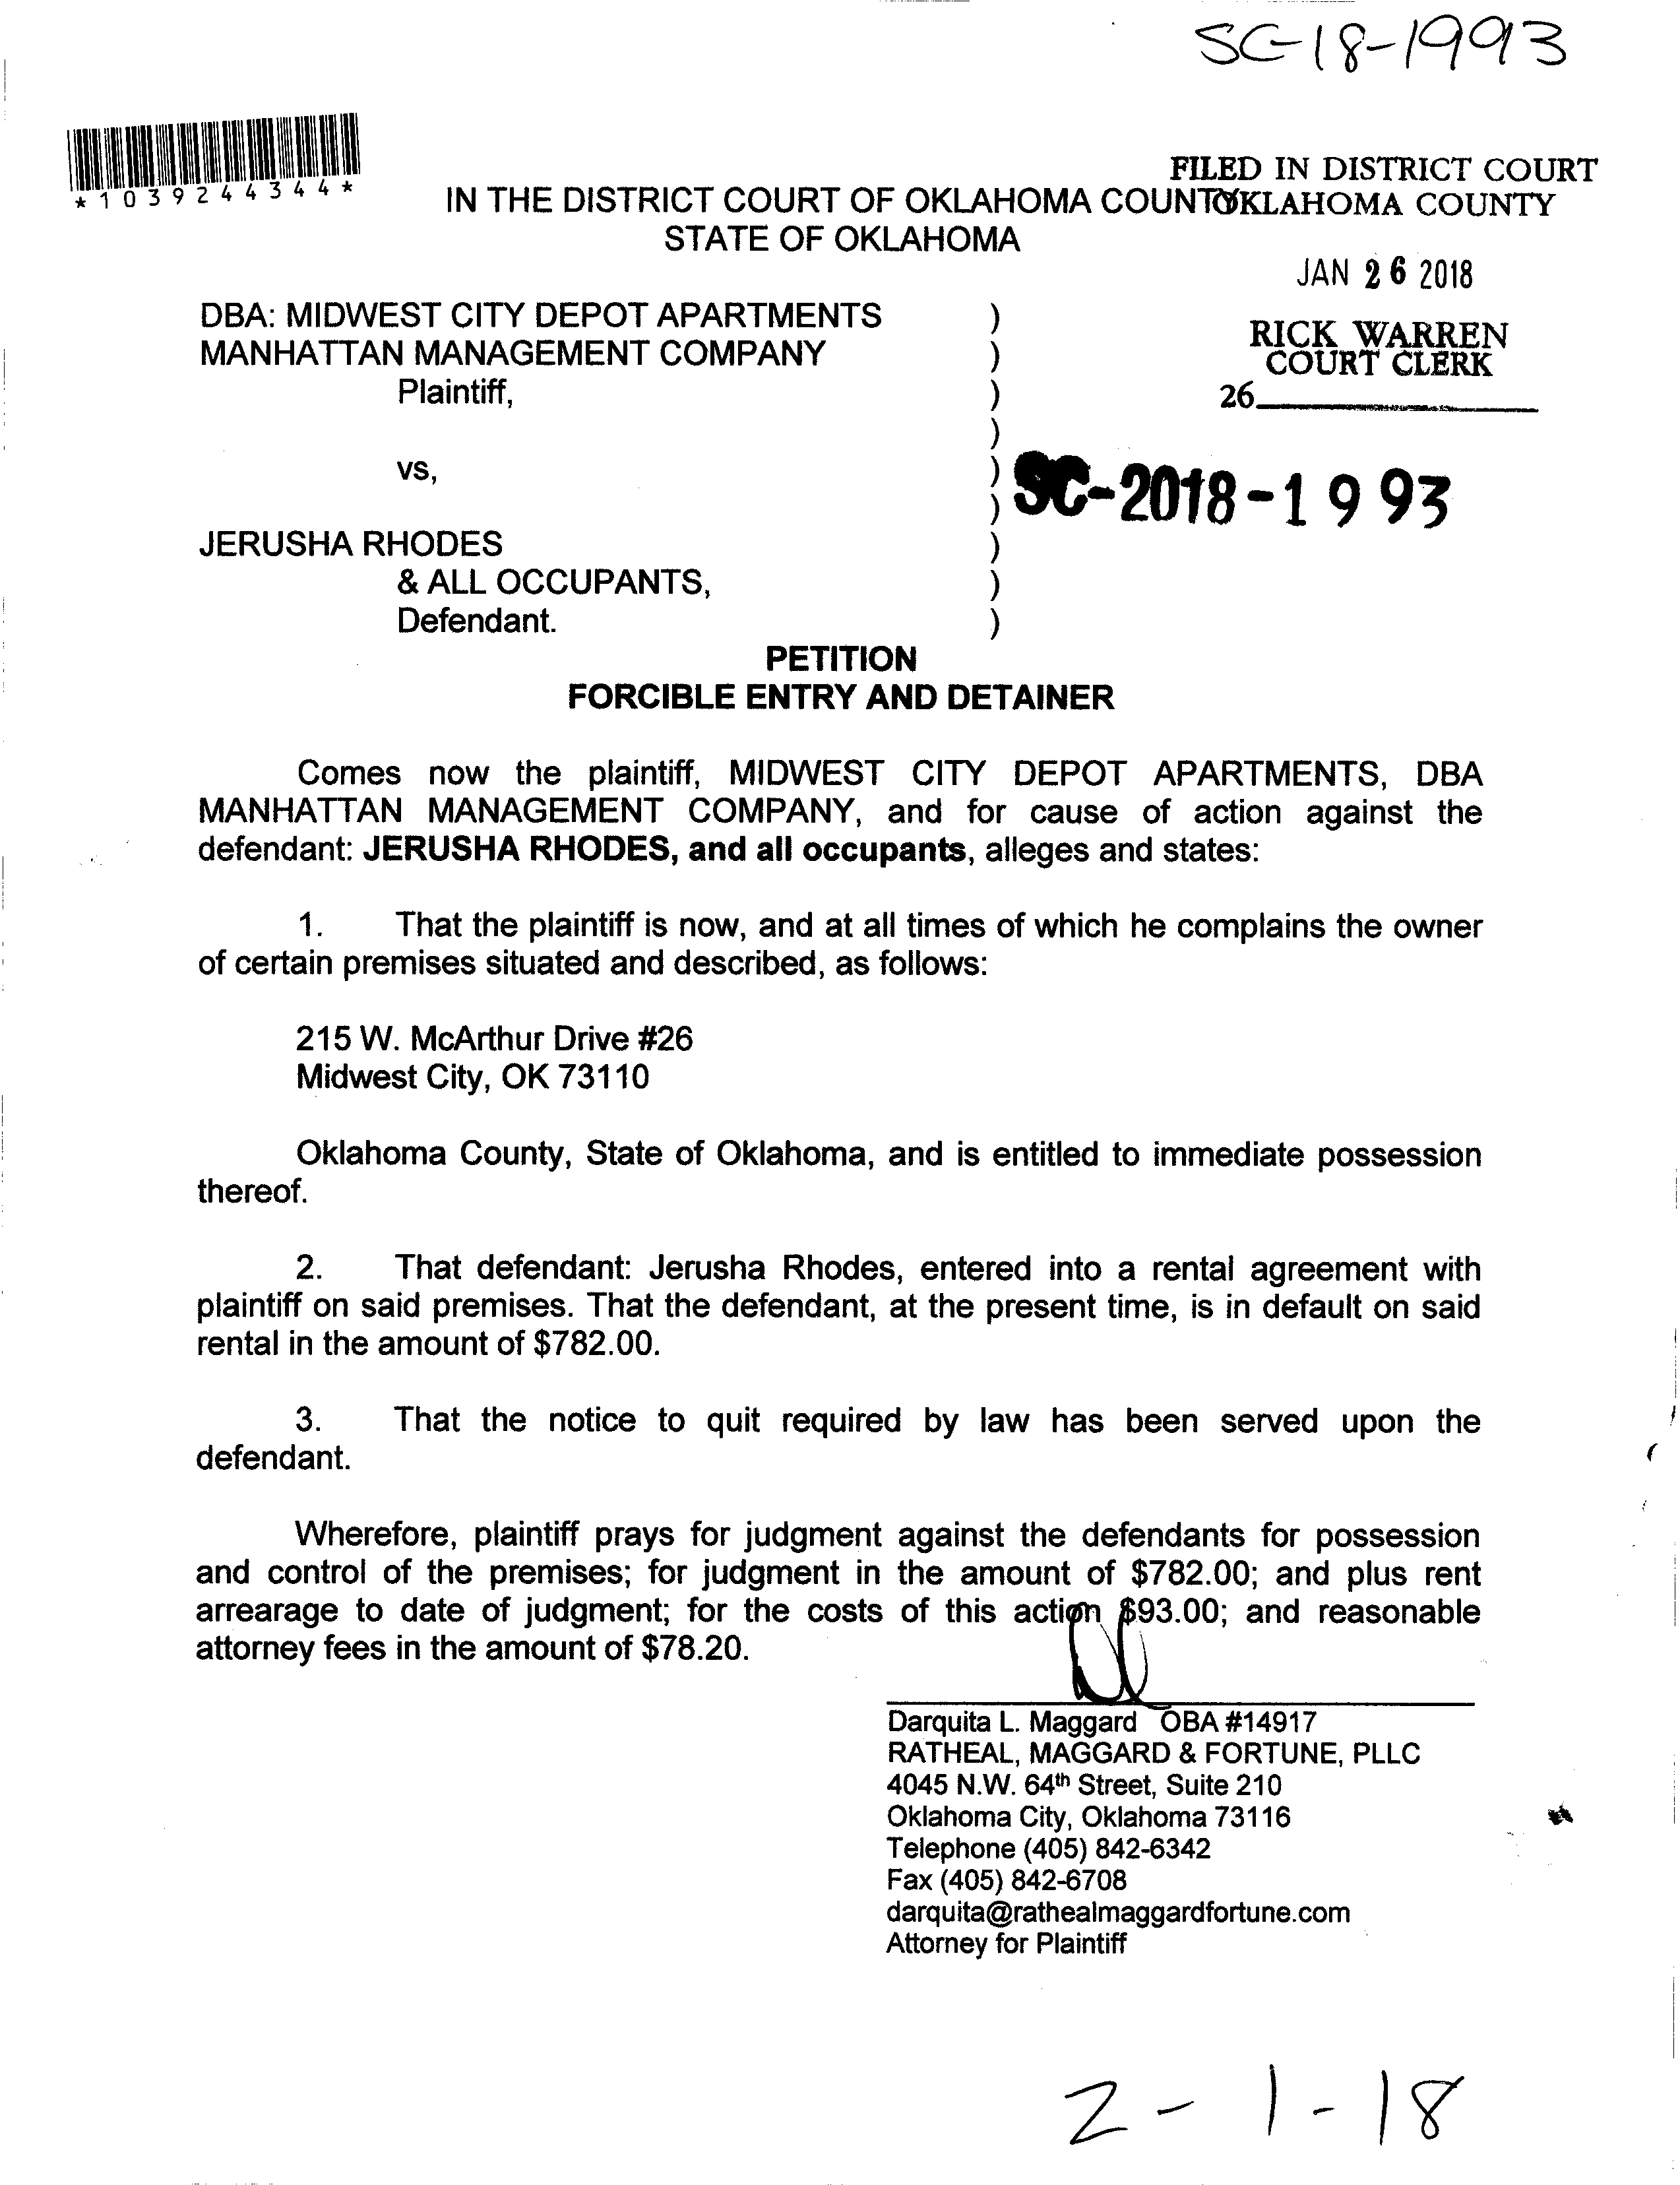 SC-18-1993
*1039244344*
FILED IN DISTRICT COURT
IN THE DISTRICT COURT OF OKLAHOMA COUNTY OKLAHOMA COUNTY
STATE OF OKLAHOMA
JAN 26 2018
DBA: MIDWEST CITY DEPOT APARTMENTS )
MANHATTAN MANAGEMENT COMPANY )
Plaintiff, )
RICK WARREN
COURT CLERK
26
)
vs, )
) SC-2018-1993
JERUSHA RHODES )
& ALL OCCUPANTS, )
Defendant. )
PETITION
FORCIBLE ENTRY AND DETAINER
Comes now the plaintiff, MIDWEST CITY DEPOT APARTMENTS, DBA
MANHATTAN MANAGEMENT COMPANY, and for cause of action against the
defendant: JERUSHA RHODES, and all occupants, alleges and states:
1. That the plaintiff is now, and at all times of which he complains the owner
of certain premises situated and described, as follows:
215 W. McArthur Drive #26
Midwest City, OK 73110
Oklahoma County, State of Oklahoma, and is entitled to immediate possession
thereof.
2. That defendant: Jerusha Rhodes, entered into a rental agreement with
plaintiff on said premises. That the defendant, at the present time, is in default on said
rental in the amount of $782.00.
3. That the notice to quit required by law has been served upon the
defendant.
Wherefore, plaintiff prays for judgment against the defendants for possession
and control of the premises; for judgment in the amount of $782.00; and plus rent
arrearage to date of judgment; for the costs of this action $93.00; and reasonable
attorney fees in the amount of $78.20.
Darquita L. Maggard OBA #14917
RATHEAL, MAGGARD & FORTUNE, PLLC
4045 N.W. 64th Street, Suite 210
Oklahoma City, Oklahoma 73116
Telephone (405) 842-6342
Fax (405) 842-6708
darquita@rathealmaggardfortune.com
Attorney for Plaintiff
2-1-18